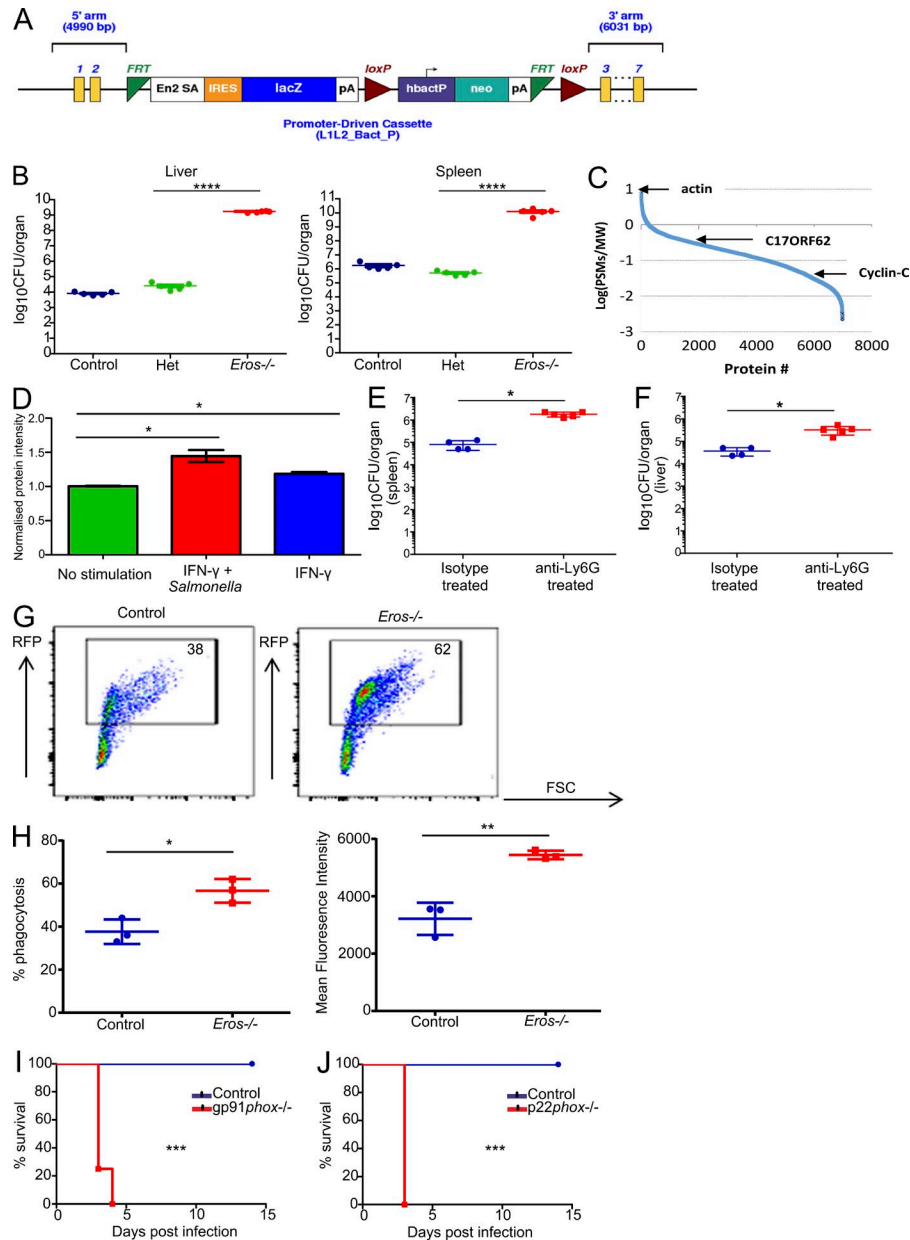 A
5' arm
(4990 bp)
3' arm
(6031 bp)
1 2 FRT loxP FRT loxP 3 7
En2 SA IRES lacZ pA hbactP neo pA
Promoter-Driven Cassette
(L1L2_Bact_P)
B
Liver
****
log10CFU/organ
10
9
8
7
6
5
4
3
2
1
0
Control Het Eros-/-
Spleen
****
log10CFU/organ
11
10
9
8
7
6
5
4
3
2
1
0
Control Het Eros-/-
C
Log(PSMs/MW)
1
0
-1
-2
-3
actin
C17ORF62
Cyclin-C
0 2000 4000 6000 8000
Protein #
D
Normalised protein intensity
2.0
1.5
1.0
0.5
0
*
*
No stimulation IFN-γ + Salmonella IFN-γ
E
log10CFU/organ
(spleen)
7
6
5
4
3
2
1
0
*
Isotype treated anti-Ly6G treated
F
log10CFU/organ
(liver)
7
6
5
4
3
2
1
0
*
Isotype treated anti-Ly6G treated
G
Control
RFP
38
Eros-/-
RFP
62
FSC
H
% phagocytosis
80
60
40
20
0
*
Control Eros-/-
Mean Fluoresence Intensity
6000
4000
2000
0
**
Control Eros-/-
I
% survival
100
80
60
40
20
0
Control
gp91phox-/-
***
0 5 10 15
Days post infection
J
% survival
100
80
60
40
20
0
Control
p22phox-/-
***
0 5 10 15
Days post infection